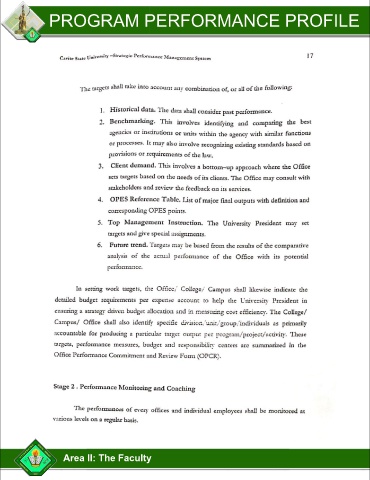 PROGRAM PERFORMANCE PROFILE
Cavite State University –Strategic Performance Management System
17
The targets shall take into account any combination of, or all of the following:
1. Historical data. The data shall consider past performance.
2. Benchmarking. This involves identifying and comparing the best
agencies or institutions or units within the agency with similar functions
or processes. It may also involve recognizing existing standards based on
provisions or requirements of the law.
3. Client demand. This involves a bottom-up approach where the Office
sets targets based on the needs of its clients. The Office may consult with
stakeholders and review the feedback on its services.
4. OPES Reference Table. List of major final outputs with definition and
corresponding OPES points.
5. Top Management Instruction. The University President may set
targets and give special assignments.
6. Future trend. Targets may be based from the results of the comparative
analysis of the actual performance of the Office with its potential
performance.
In setting work targets, the Office/ College/ Campus shall likewise indicate the
detailed budget requirements per expense account to help the University President in
ensuring a strategy driven budget allocation and in measuring cost efficiency. The College/
Campus/ Office shall also identify specific division/unit/group/individuals as primarily
accountable for producing a particular target output per program/project/activity. These
targets, performance measures, budget and responsibility centers are summarized in the
Office Performance Commitment and Review Form (OPCR).
Stage 2 . Performance Monitoring and Coaching
The performances of every offices and individual employees shall be monitored at
various levels on a regular basis.
Area II: The Faculty